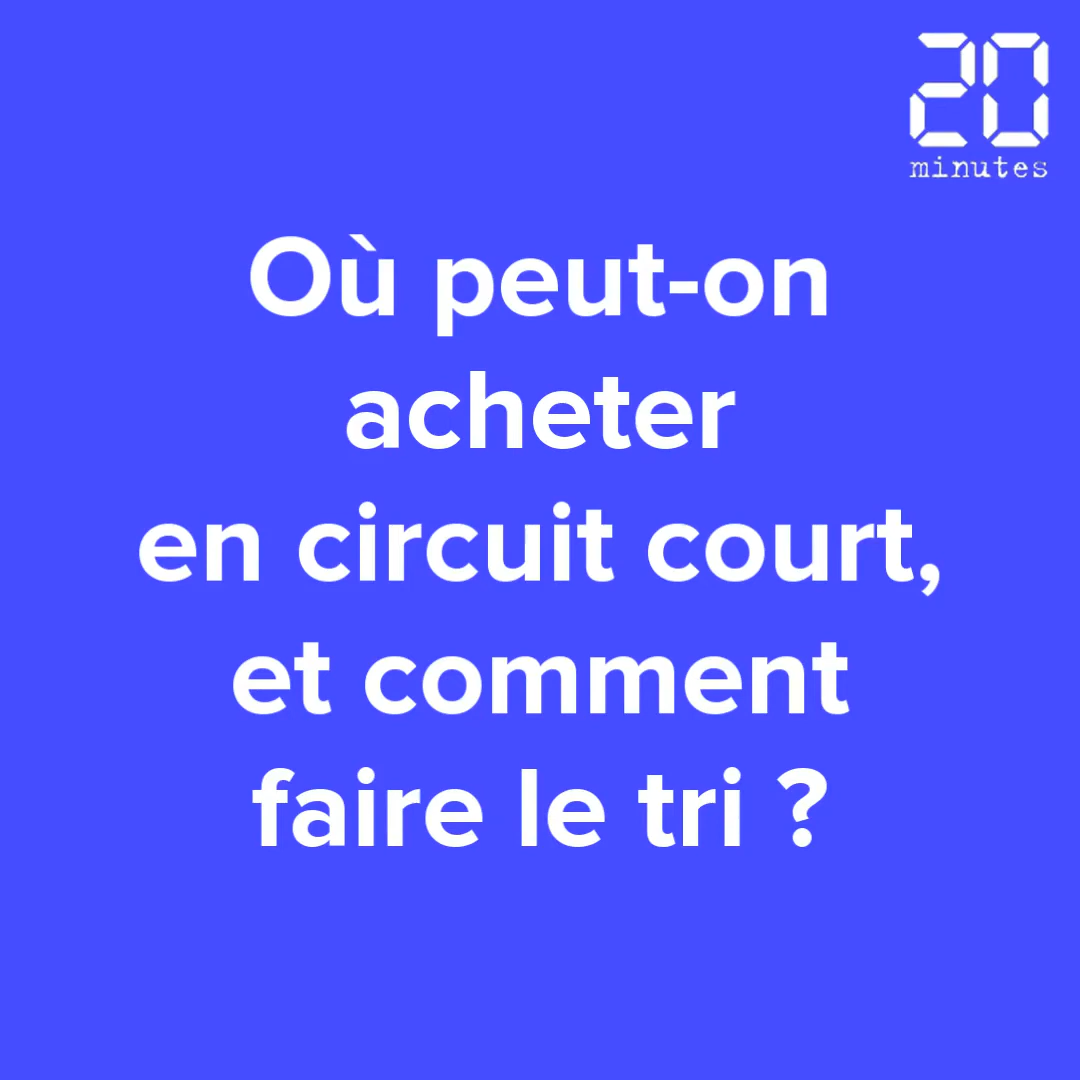 20
minutes
Où peut-on
acheter
en circuit court,
et comment
faire le tri ?